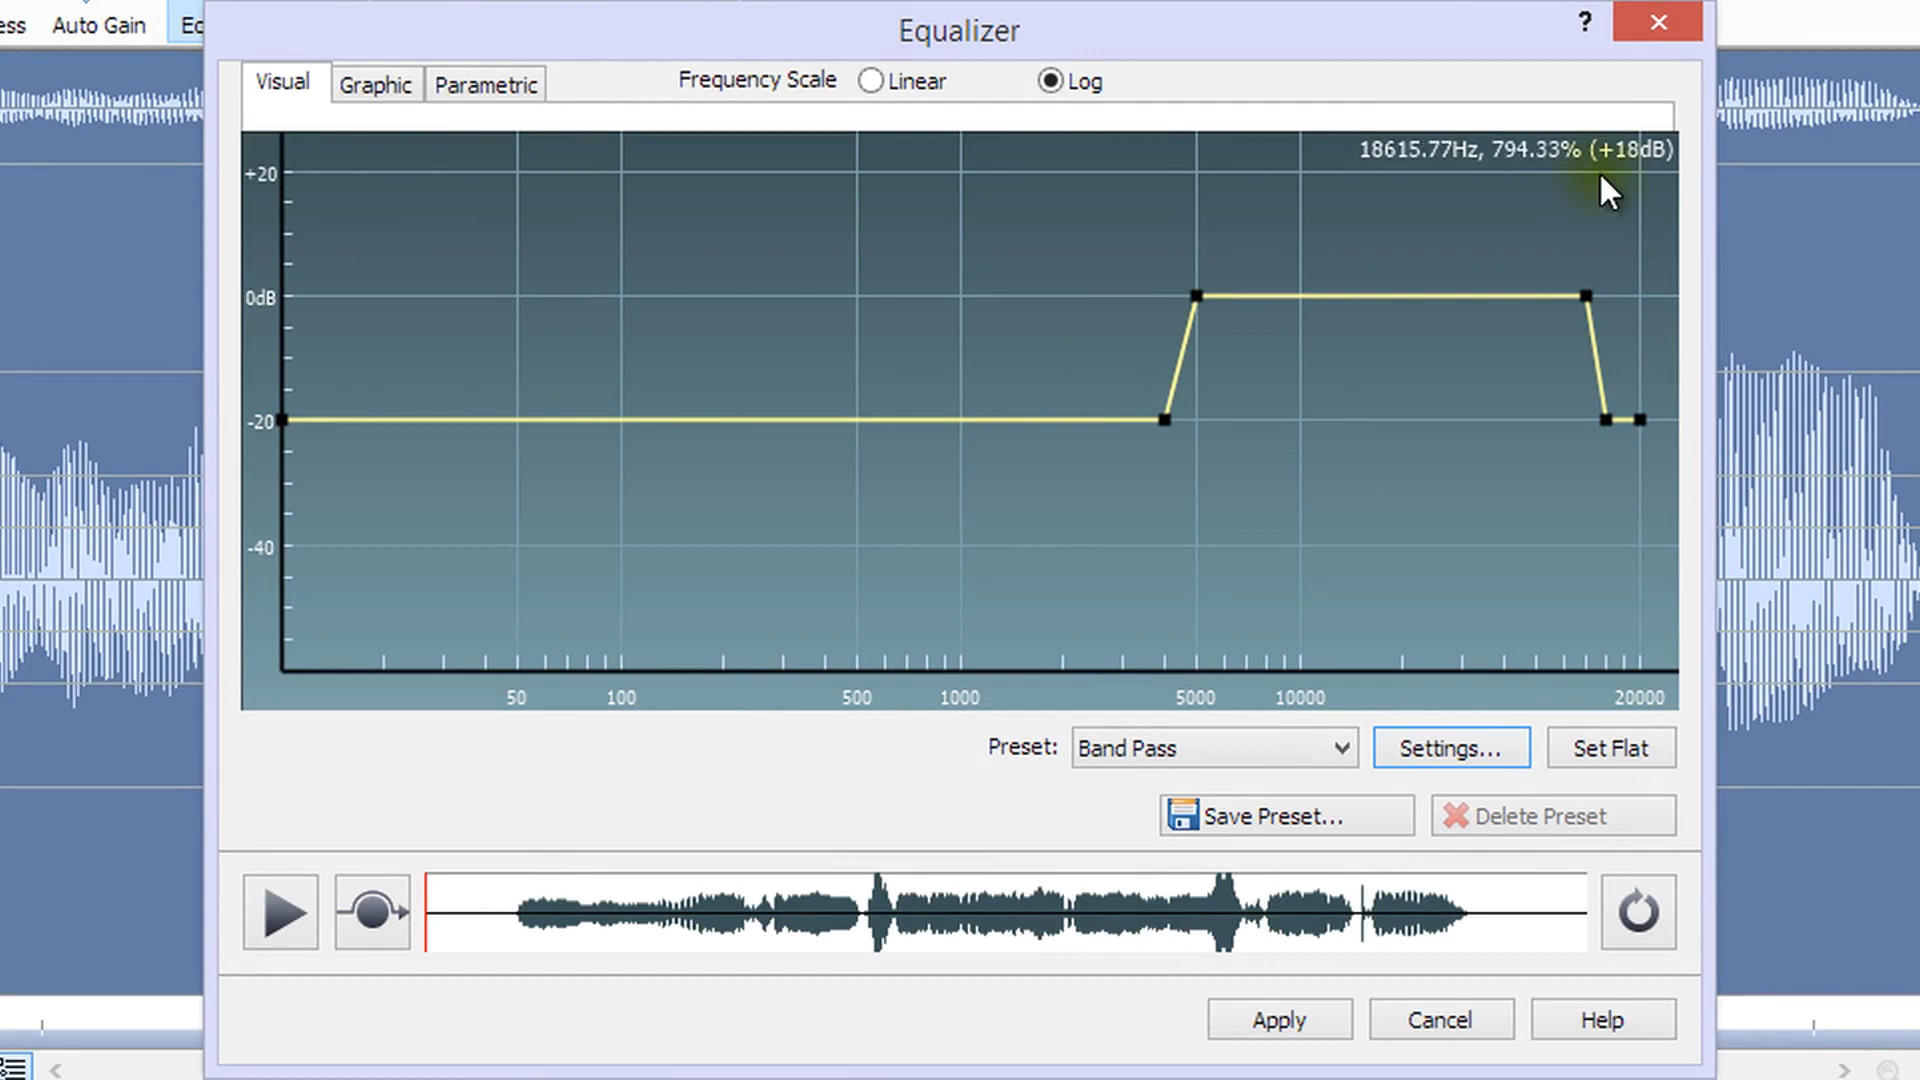 ess Auto Gain Eq
Equalizer ?
Visual Graphic Parametric Frequency Scale Linear Log
18615.77Hz, 794.33% (+18dB)
+20
0dB
-20
-40
50 100 500 1000 5000 10000 20000
Preset: Band Pass Settings... Set Flat
Save Preset... Delete Preset
Apply Cancel Help